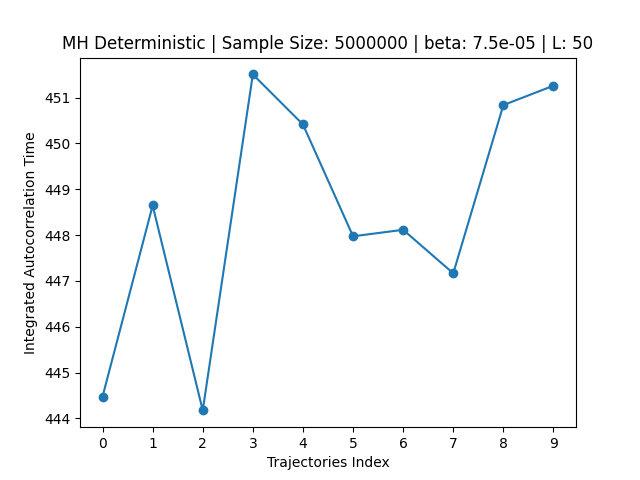 MH Deterministic | Sample Size: 5000000 | beta: 7.5e-05 | L: 50
Integrated Autocorrelation Time
451
450
449
448
447
446
445
444
0 1 2 3 4 5 6 7 8 9
Trajectories Index